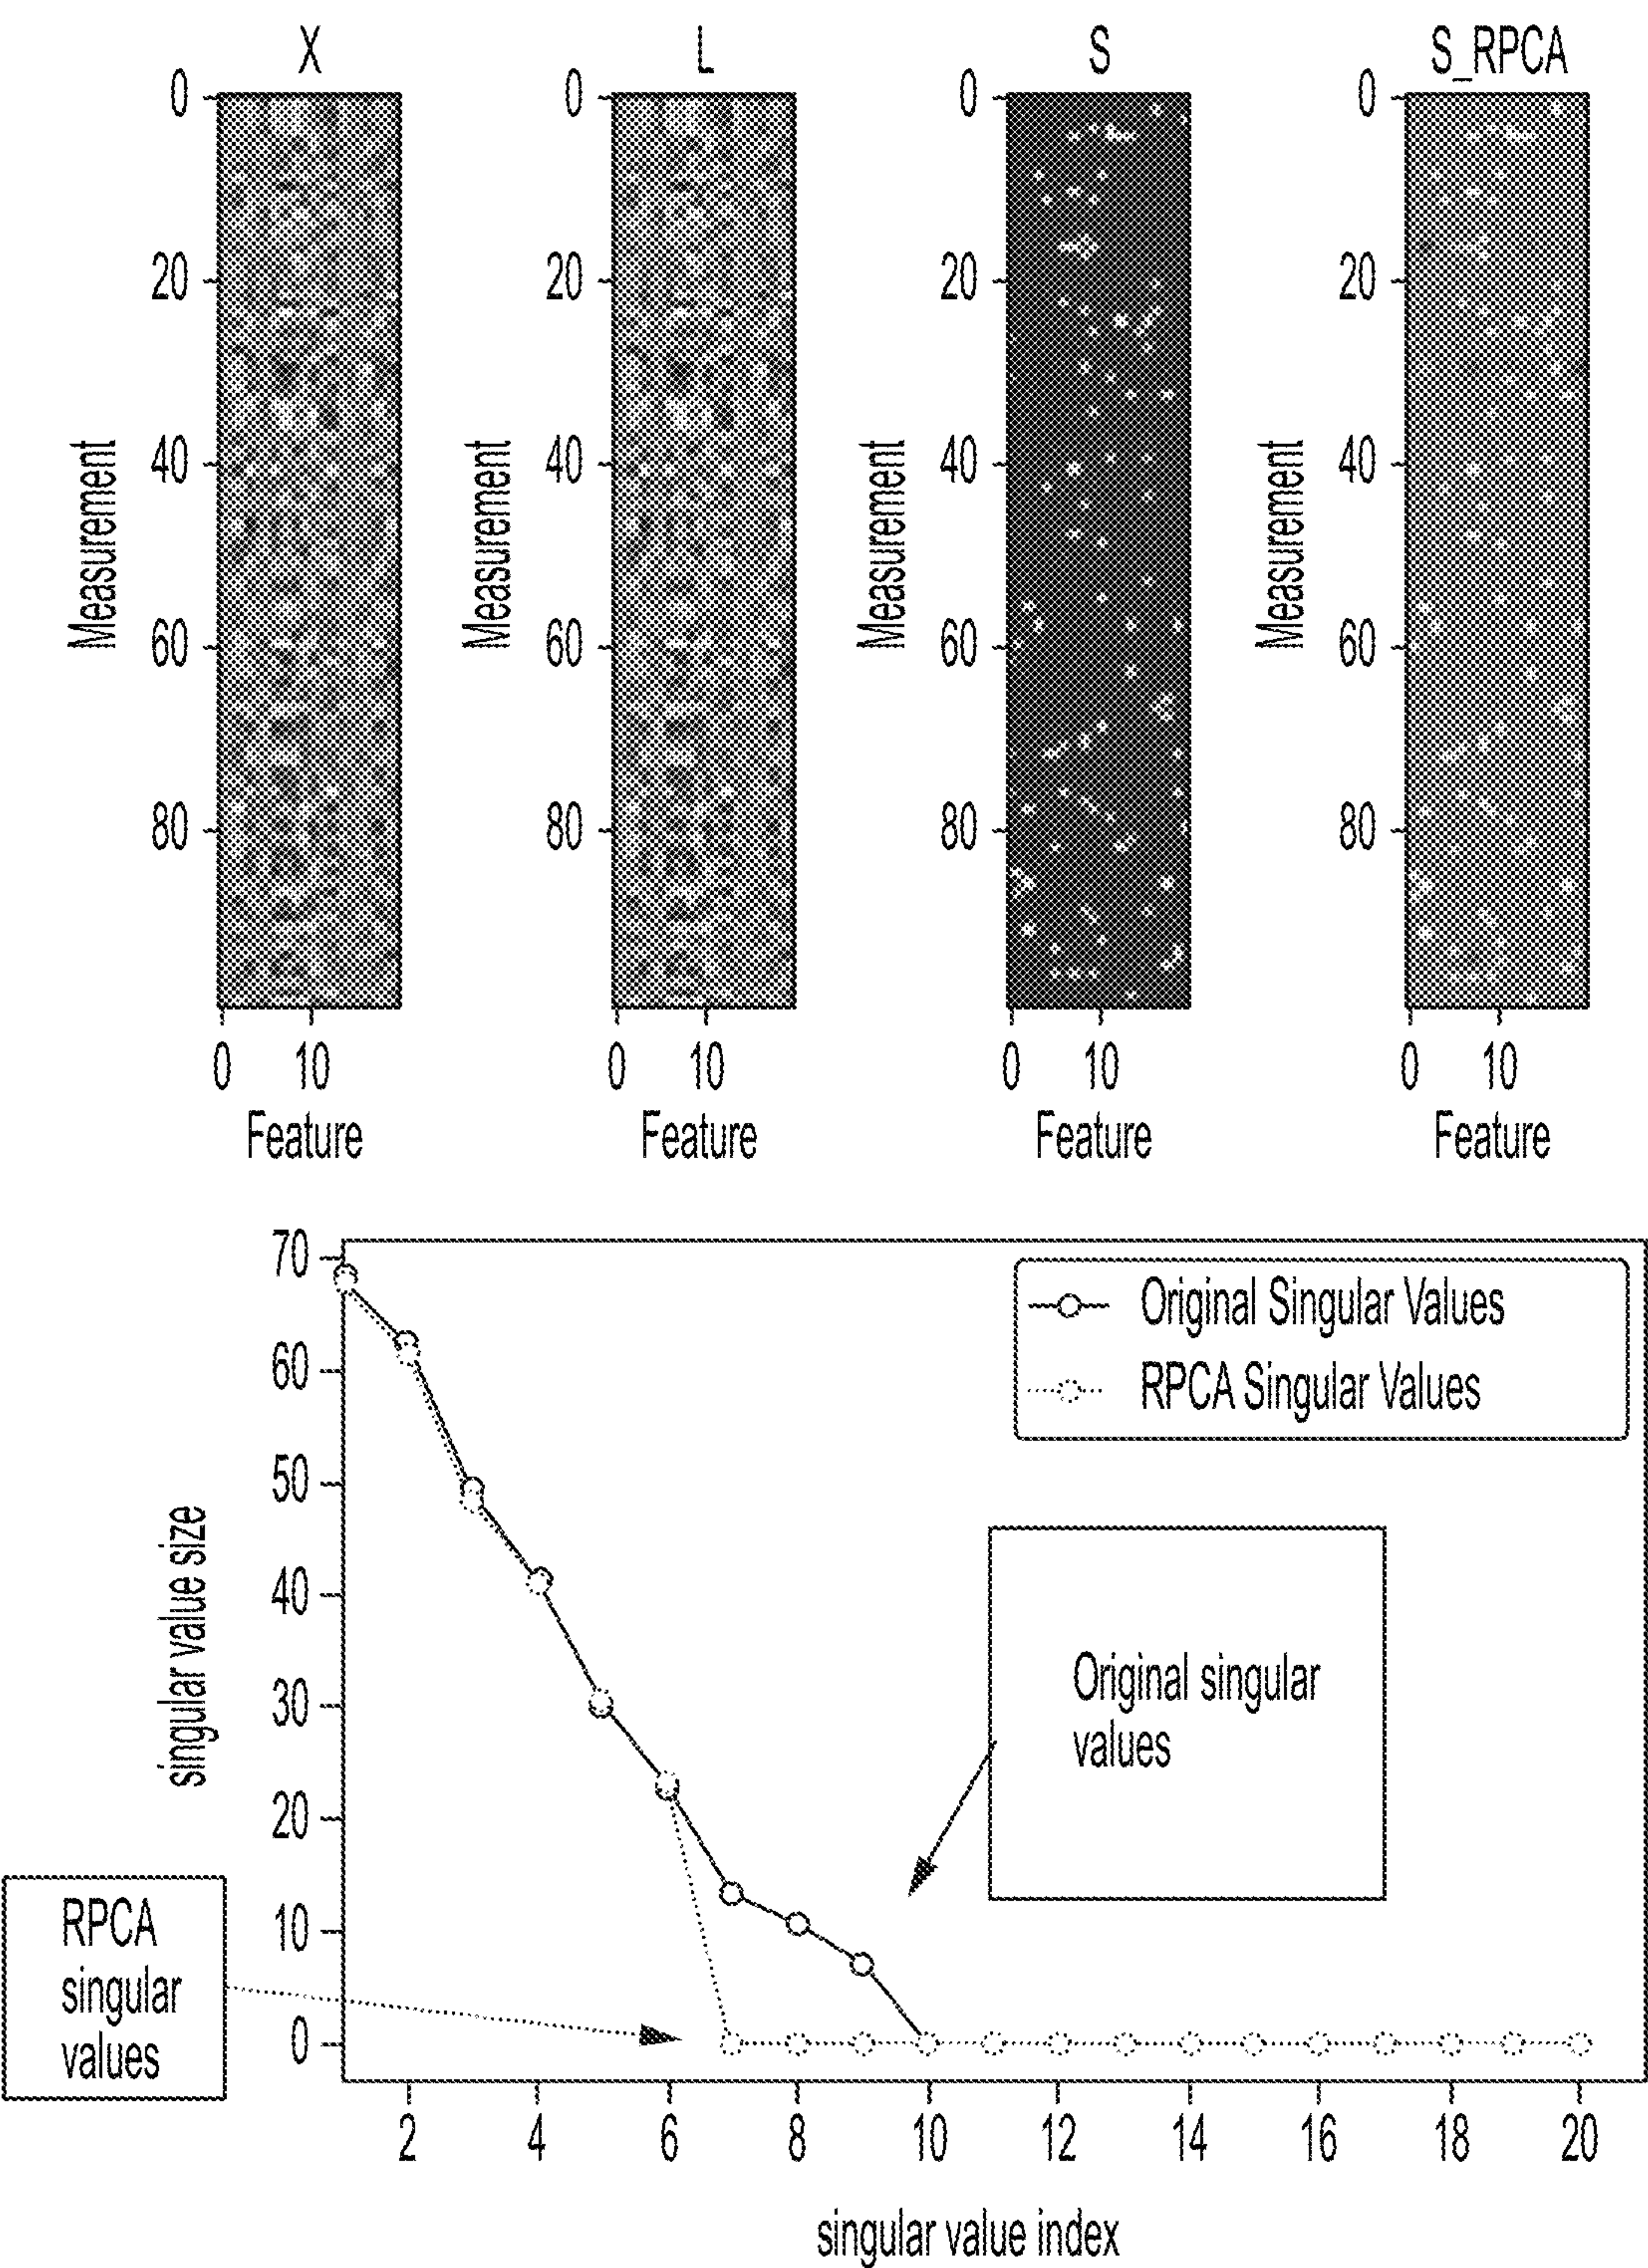 X L S S_RPCA
0 0 0 0
20 20 20 20
40 40 40 40
60 60 60 60
80 80 80 80
Measurement Measurement Measurement Measurement
0 10 0 10 0 10 0 10
Feature Feature Feature Feature
70
60
50
40
30
20
10
0
singular value size
Original Singular Values
RPCA Singular Values
Original singular
values
RPCA
singular
values
2 4 6 8 10 12 14 16 18 20
singular value index